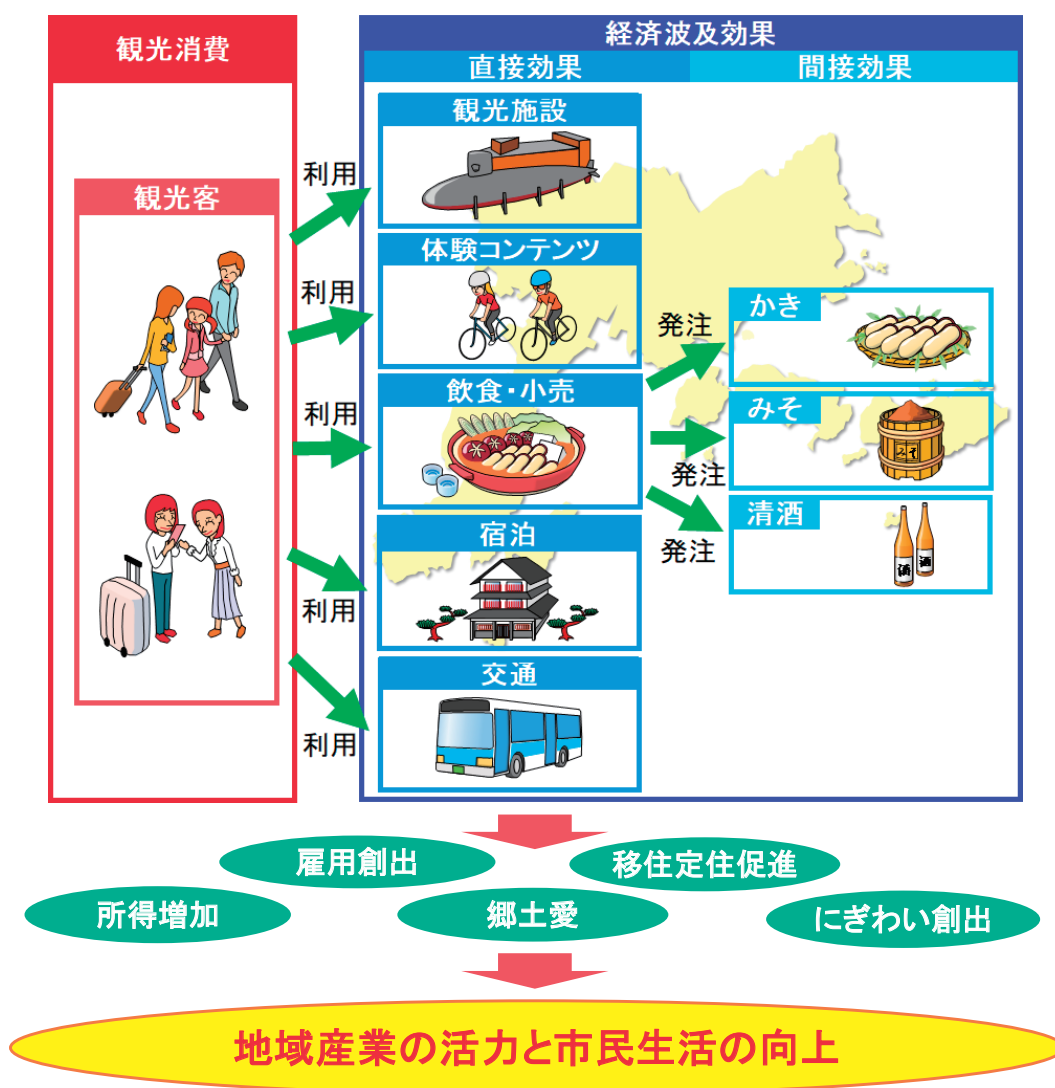 観光消費
観光客
経済波及効果
直接効果
間接効果
利用
観光施設
利用
体験コンテンツ
利用
飲食・小売
利用
宿泊
利用
交通
発注
かき
発注
みそ
みそ
発注
清酒
酒
酒
雇用創出
移住定住促進
所得増加
郷土愛
にぎわい創出
地域産業の活力と市民生活の向上